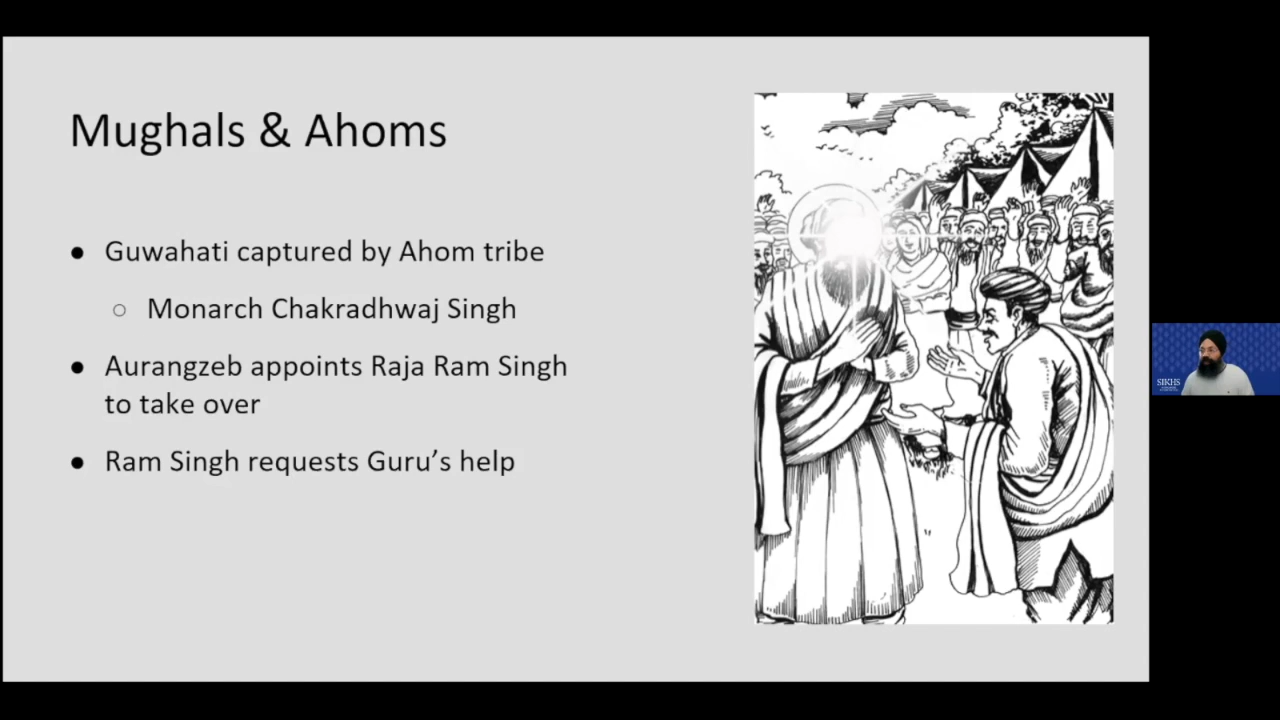 Mughals & Ahoms
● Guwahati captured by Ahom tribe
○ Monarch Chakradhwaj Singh
● Aurangzeb appoints Raja Ram Singh
to take over
● Ram Singh requests Guru’s help
SIKHS